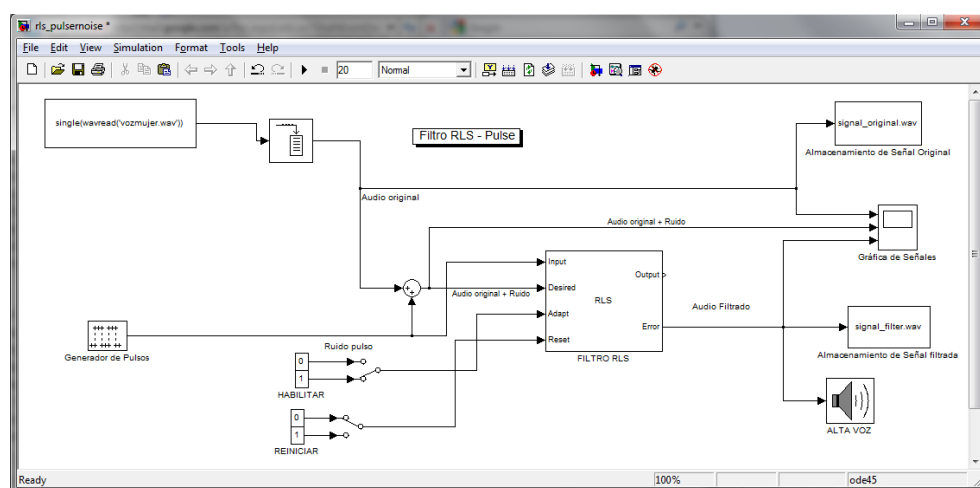 rls_pulsernoise *
File Edit View Simulation Format Tools Help
20 Normal
single(wavread('vozmujer.wav'))
Filtro RLS - Pulse
signal_original.wav
Almacenamiento de Señal Original
Audio original
Audio original + Ruido
Gráfica de Señales
Input
Output
Desired
RLS
Audio original + Ruido
Adapt
Audio Filtrado
Error
Reset
FILTRO RLS
signal_filter.wav
Almacenamiento de Señal filtrada
Generador de Pulsos
Ruido pulso
0
1
HABILITAR
0
1
REINICIAR
ALTA VOZ
Ready 100% ode45